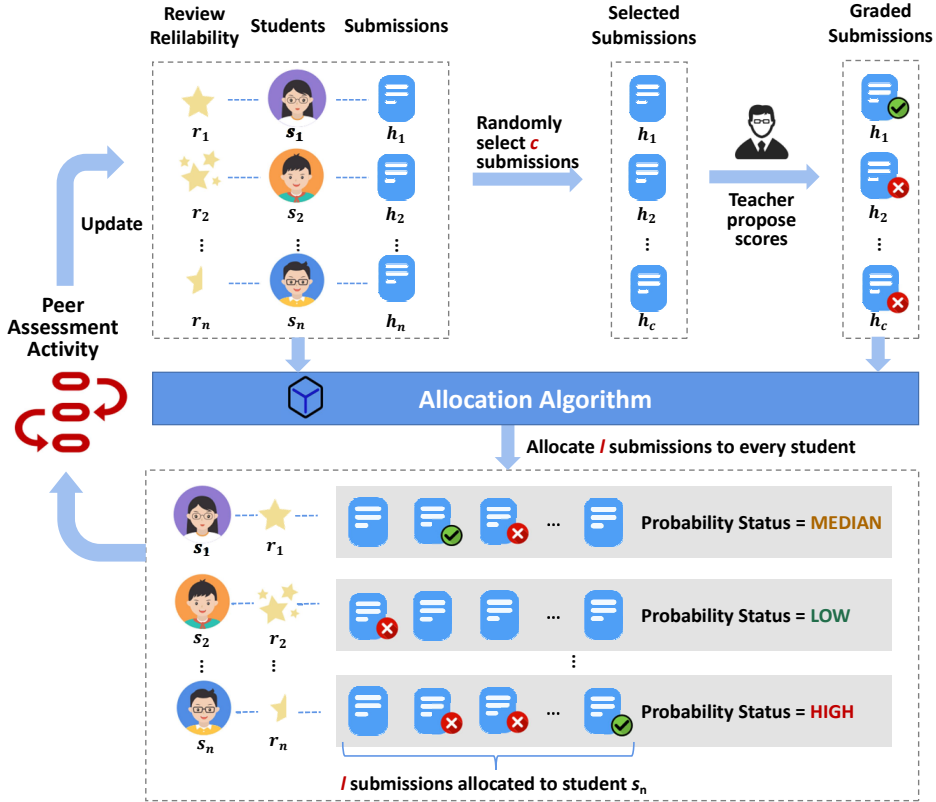 Review
Relilability
Students
Submissions
Selected
Submissions
Graded
Submissions
r₁
s₁
h₁
r₂
s₂
h₂
⋮
⋮
⋮
rₙ
sₙ
hₙ
Randomly
select c
submissions
h₁
h₂
⋮
h_c
Teacher
propose
scores
h₁
h₂
⋮
h_c
Update
Peer
Assessment
Activity
Allocation Algorithm
Allocate l submissions to every student
s₁
r₁
...
Probability Status = MEDIAN
s₂
r₂
...
Probability Status = LOW
⋮
⋮
⋮
sₙ
rₙ
...
Probability Status = HIGH
l submissions allocated to student sₙ